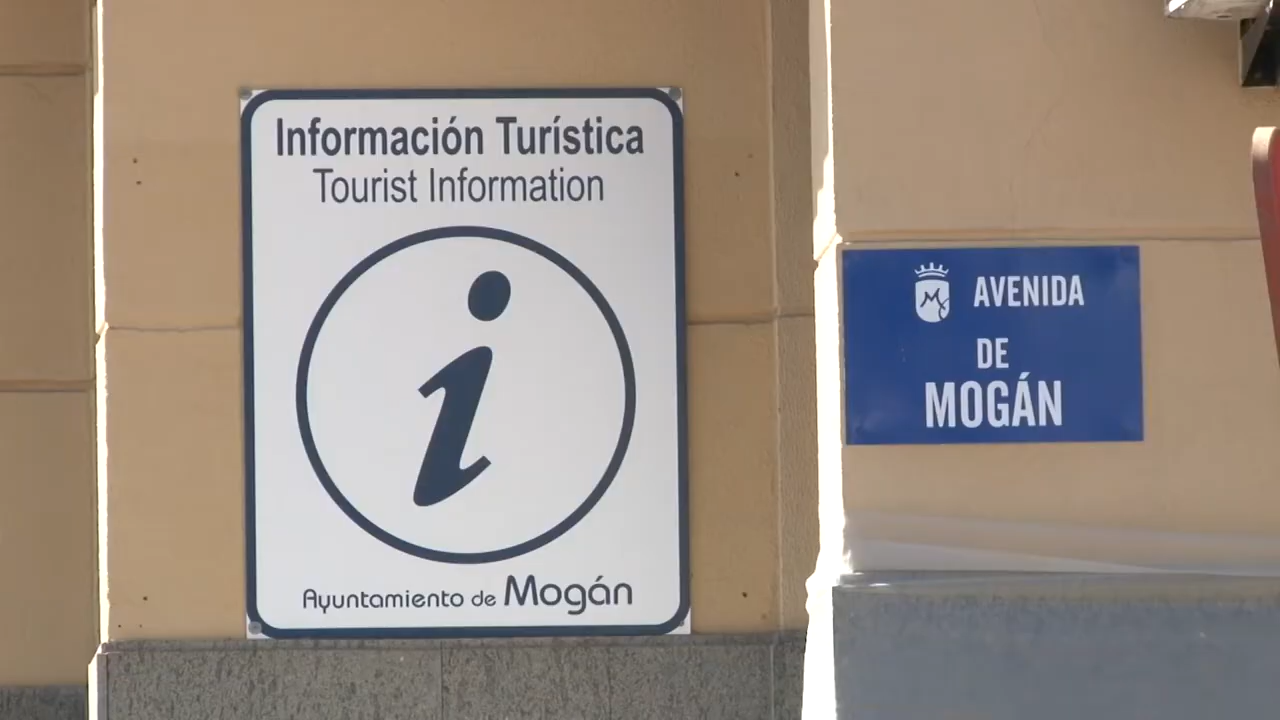 Información Turística
Tourist Information
i
Ayuntamiento de Mogán
AVENIDA
DE
MOGÁN